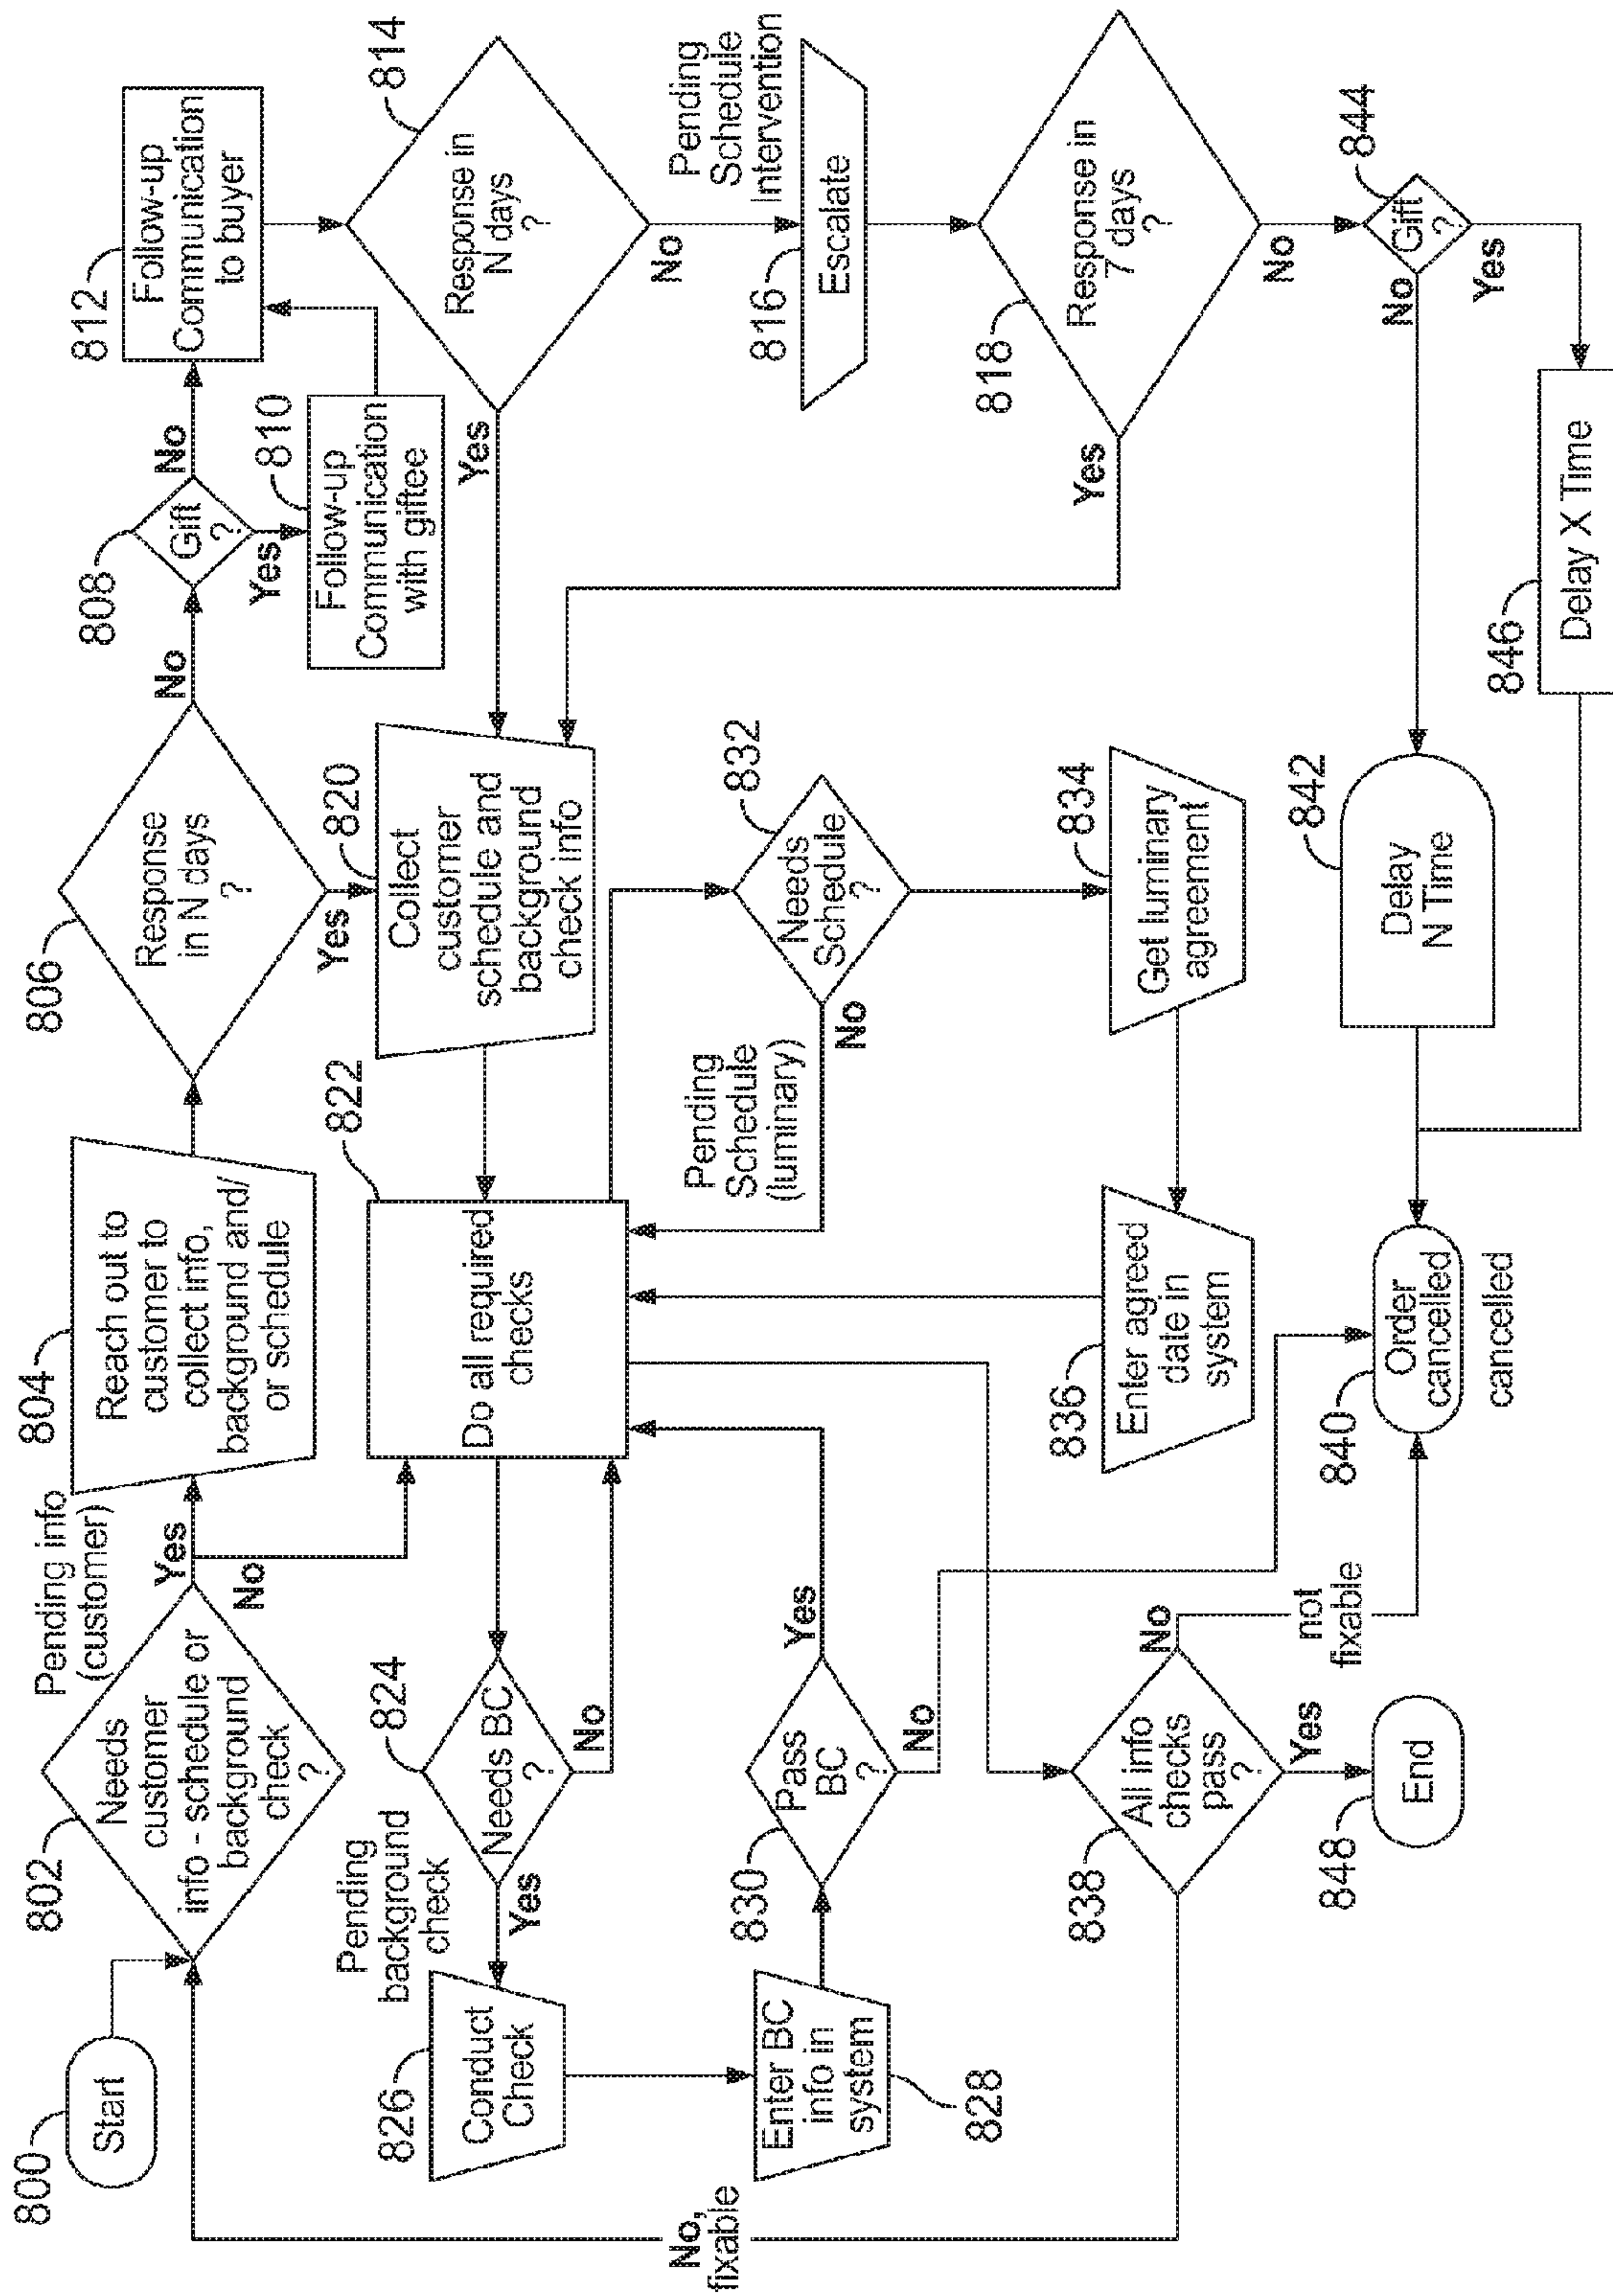 800
Start
802
Needs
customer
info - schedule or
background
check
?
Pending info
(customer)
Yes
No
804
Reach out to
customer to
collect info,
background and/
or schedule
806
Response
in N days
?
No
Yes
808
Gift
?
No
Yes
810
Follow-up
Communication
with giftee
812
Follow-up
Communication
to buyer
814
Response in
N days
?
Yes
No
Pending
Schedule
Intervention
816
Escalate
818
Response in
7 days
?
Yes
No
820
Collect
customer
schedule and
background
check info
822
Do all required
checks
824
Needs BC
?
No
Yes
Pending
background
check
826
Conduct
Check
828
Enter BC
info in
system
830
Pass
BC
?
Yes
No
832
Needs
Schedule
?
No
Pending
Schedule
(luminary)
834
Get luminary
agreement
836
Enter agreed
date in
system
838
All info
checks
pass
?
No
not
fixable
Yes
No,
fixable
848
End
840
Order
cancelled
cancelled
842
Delay
N Time
844
Gift
?
No
Yes
846
Delay X Time